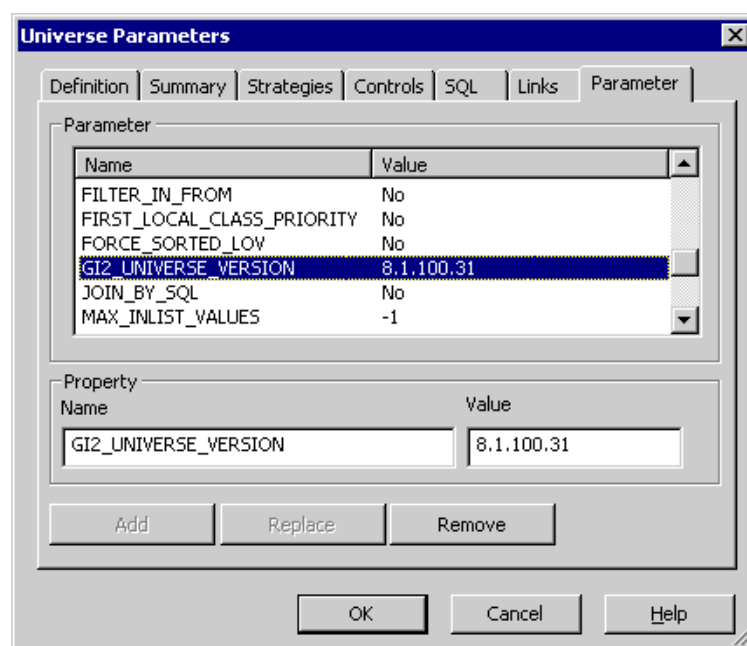 Universe Parameters
Definition Summary Strategies Controls SQL Links Parameter
Parameter
Name Value
FILTER_IN_FROM No
FIRST_LOCAL_CLASS_PRIORITY No
FORCE_SORTED_LOV No
GI2_UNIVERSE_VERSION 8.1.100.31
JOIN_BY_SQL No
MAX_INLIST_VALUES -1
Property
Name Value
GI2_UNIVERSE_VERSION 8.1.100.31
Add Replace Remove
OK Cancel Help